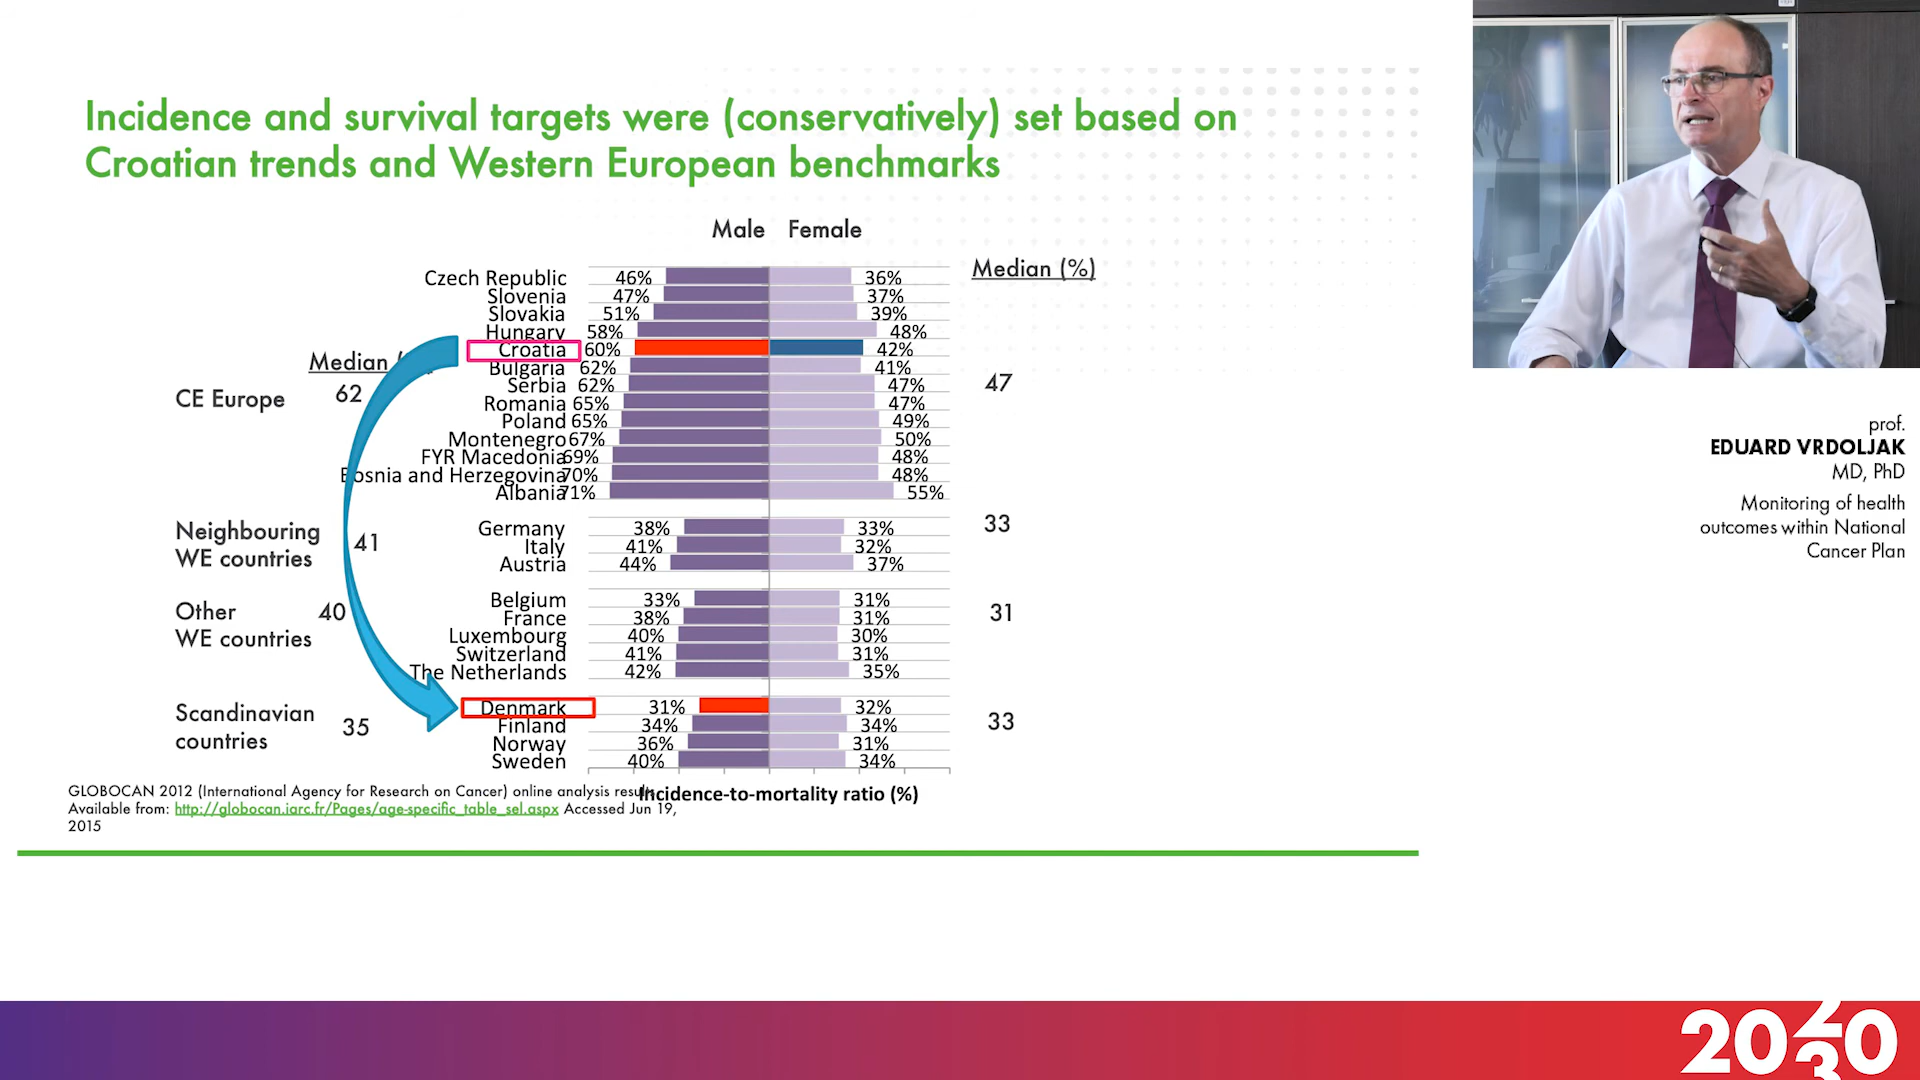 Incidence and survival targets were (conservatively) set based on
Croatian trends and Western European benchmarks
Male Female
Median (%)
Czech Republic 46% 36%
Slovenia 47% 37%
Slovakia 51% 39%
Hungary 58% 48%
Croatia 60% 42%
Bulgaria 62% 41%
Serbia 62% 47%
Romania 65% 47%
Poland 65% 49%
Montenegro 67% 50%
FYR Macedonia 69% 48%
Bosnia and Herzegovina 70% 48%
Albania 71% 55%
Median
CE Europe 62
47
Germany 38% 33%
Italy 41% 32%
Austria 44% 37%
Neighbouring
WE countries
41
33
Belgium 33% 31%
France 38% 31%
Luxembourg 40% 30%
Switzerland 41% 31%
The Netherlands 42% 35%
Other
WE countries
40
31
Denmark 31% 32%
Finland 34% 34%
Norway 36% 31%
Sweden 40% 34%
Scandinavian
countries
35
33
Incidence-to-mortality ratio (%)
GLOBOCAN 2012 (International Agency for Research on Cancer) online analysis results.
Available from: http://globocan.iarc.fr/Pages/age-specific_table_sel.aspx Accessed Jun 19,
2015
prof.
EDUARD VRDOLJAK
MD, PhD
Monitoring of health
outcomes within National
Cancer Plan
2020
30